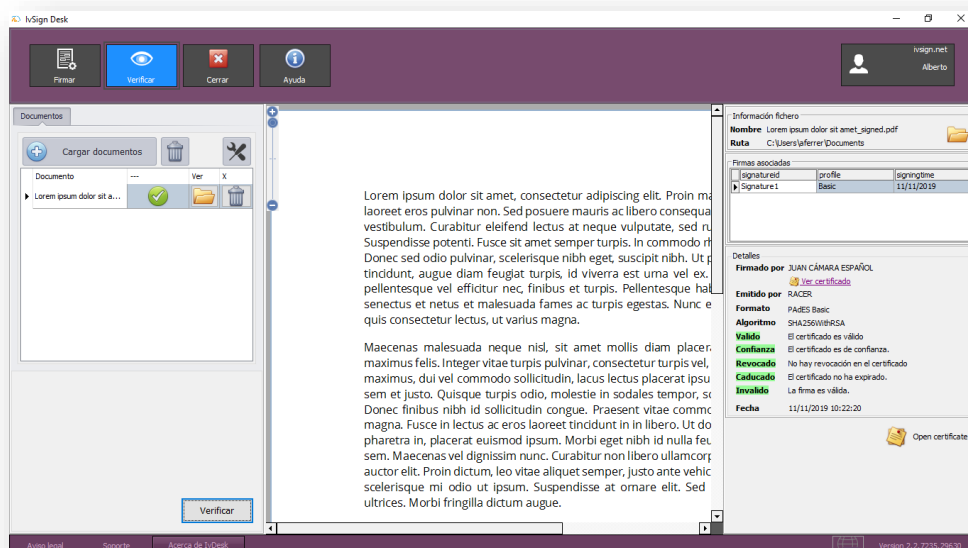 IvSign Desk
Firmar
Verificar
Cerrar
Ayuda
ivsign.net
Alberto
Documentos
Cargar documentos
Documento --- Ver X
Lorem ipsum dolor sit a...
Verificar
Lorem ipsum dolor sit amet, consectetur adipiscing elit. Proin ma
laoreet eros pulvinar non. Sed posuere mauris ac libero consequa
vestibulum. Curabitur eleifend lectus at neque vulputate, sed ru
Suspendisse potenti. Fusce sit amet semper turpis. In commodo rh
Donec sed odio pulvinar, scelerisque nibh eget, suscipit nibh. Ut p
tincidunt, augue diam feugiat turpis, id viverra est urna vel ex.
pellentesque vel efficitur nec, finibus et turpis. Pellentesque hab
senectus et netus et malesuada fames ac turpis egestas. Nunc e
quis consectetur lectus, ut varius magna.
Maecenas malesuada neque nisl, sit amet mollis diam placera
maximus felis. Integer vitae turpis pulvinar, consectetur turpis vel,
maximus, dui vel commodo sollicitudin, lacus lectus placerat ipsu
sem et justo. Quisque turpis odio, molestie in sodales tempor, so
Donec finibus nibh id sollicitudin congue. Praesent vitae commo
magna. Fusce in lectus ac eros laoreet tincidunt in in libero. Ut do
pharetra in, placerat euismod ipsum. Morbi eget nibh id nulla feu
sem. Maecenas vel dignissim nunc. Curabitur non libero ullamcorp
auctor elit. Proin dictum, leo vitae aliquet semper, justo ante vehic
scelerisque mi odio ut ipsum. Suspendisse at ornare elit. Sed
ultrices. Morbi fringilla dictum augue.
Información fichero
Nombre Lorem ipsum dolor sit amet_signed.pdf
Ruta C:\Users\aferrer\Documents
Firmas asociadas
signatureid profile signingtime
Signature1 Basic 11/11/2019
Detalles
Firmado por JUAN CÁMARA ESPAÑOL
Ver certificado
Emitido por RACER
Formato PAdES Basic
Algoritmo SHA256WithRSA
Valido El certificado es válido
Confianza El certificado es de confianza.
Revocado No hay revocación en el certificado
Caducado El certificado no ha expirado.
Invalido La firma es válida.
Fecha 11/11/2019 10:22:20
Open certificate
Aviso legal
Soporte
Acerca de IvDesk
Version 2.2.7235.29630